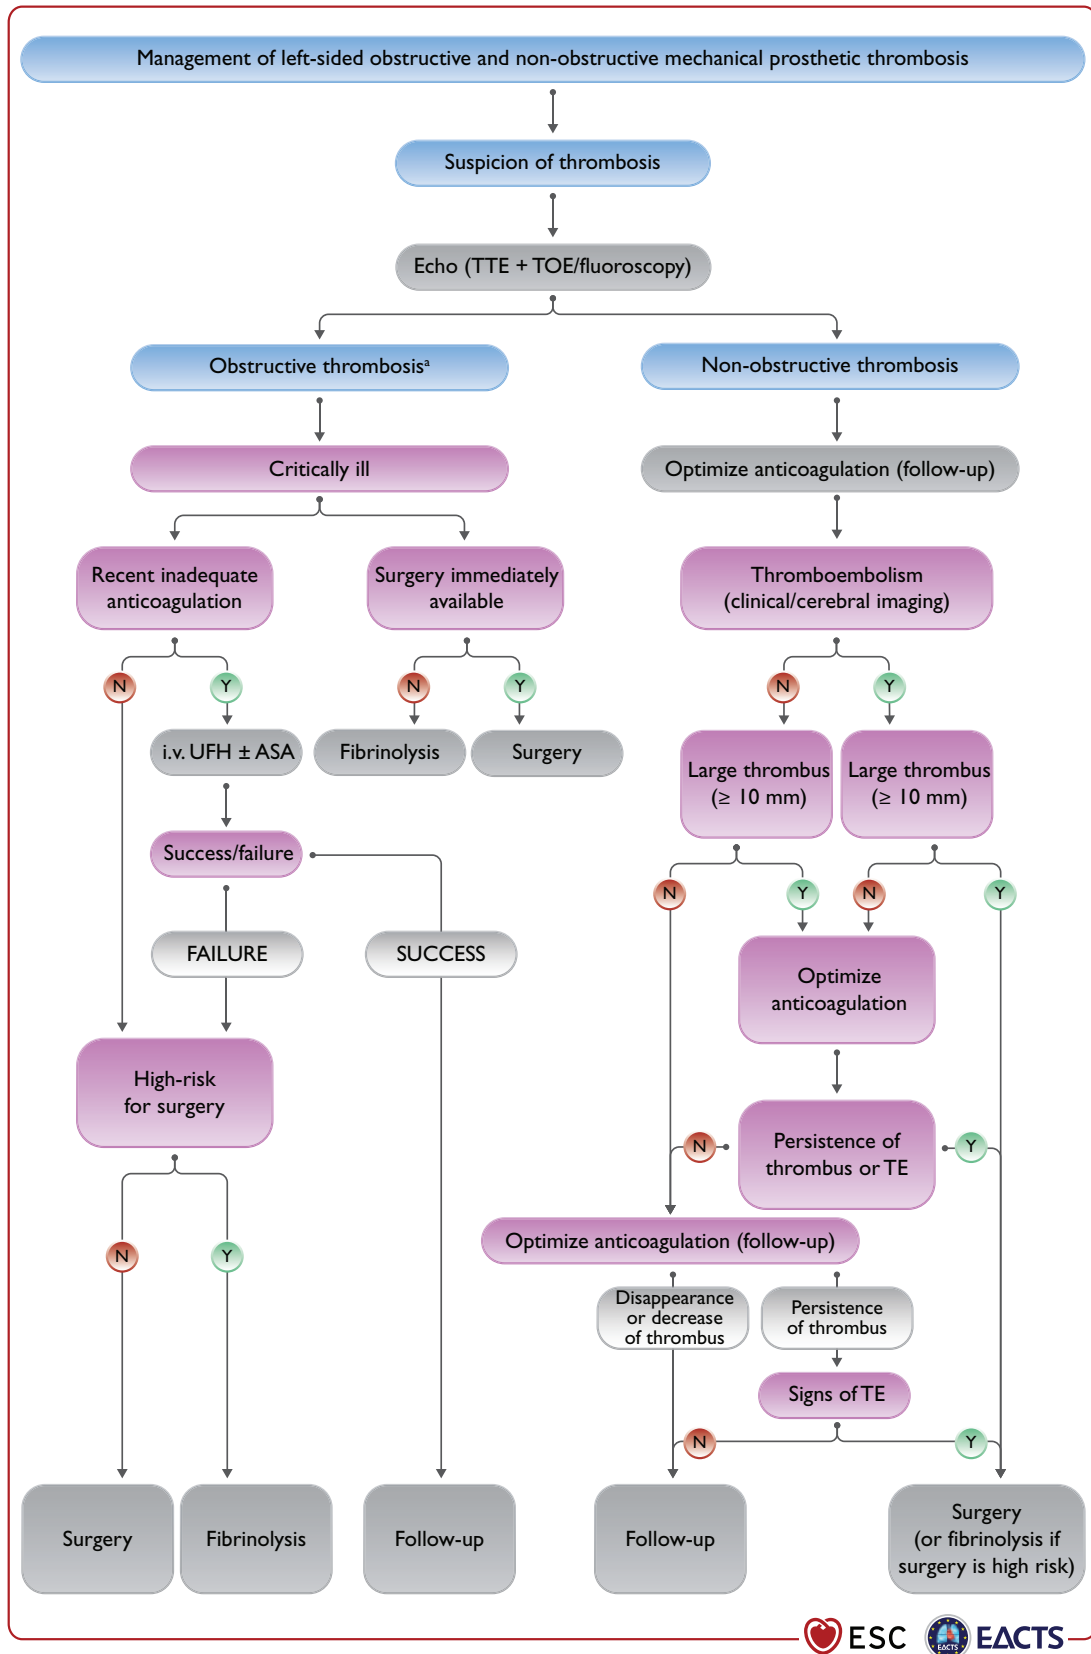 Management of left-sided obstructive and non-obstructive mechanical prosthetic thrombosis
Suspicion of thrombosis
Echo (TTE + TOE/fluoroscopy)
Obstructive thrombosisᵃ
Non-obstructive thrombosis
Critically ill
Optimize anticoagulation (follow-up)
Recent inadequate
anticoagulation
Surgery immediately
available
Thromboembolism
(clinical/cerebral imaging)
N
Y
N
Y
N
Y
i.v. UFH ± ASA
Fibrinolysis
Surgery
Large thrombus
(≥ 10 mm)
Large thrombus
(≥ 10 mm)
Success/failure
N
Y
N
Y
FAILURE
SUCCESS
Optimize
anticoagulation
High-risk
for surgery
N
Persistence of
thrombus or TE
Y
Optimize anticoagulation (follow-up)
N
Y
Disappearance
or decrease
of thrombus
Persistence
of thrombus
Signs of TE
N
Y
Surgery
Fibrinolysis
Follow-up
Follow-up
Surgery
(or fibrinolysis if
surgery is high risk)
ESC
EACTS
EACTS